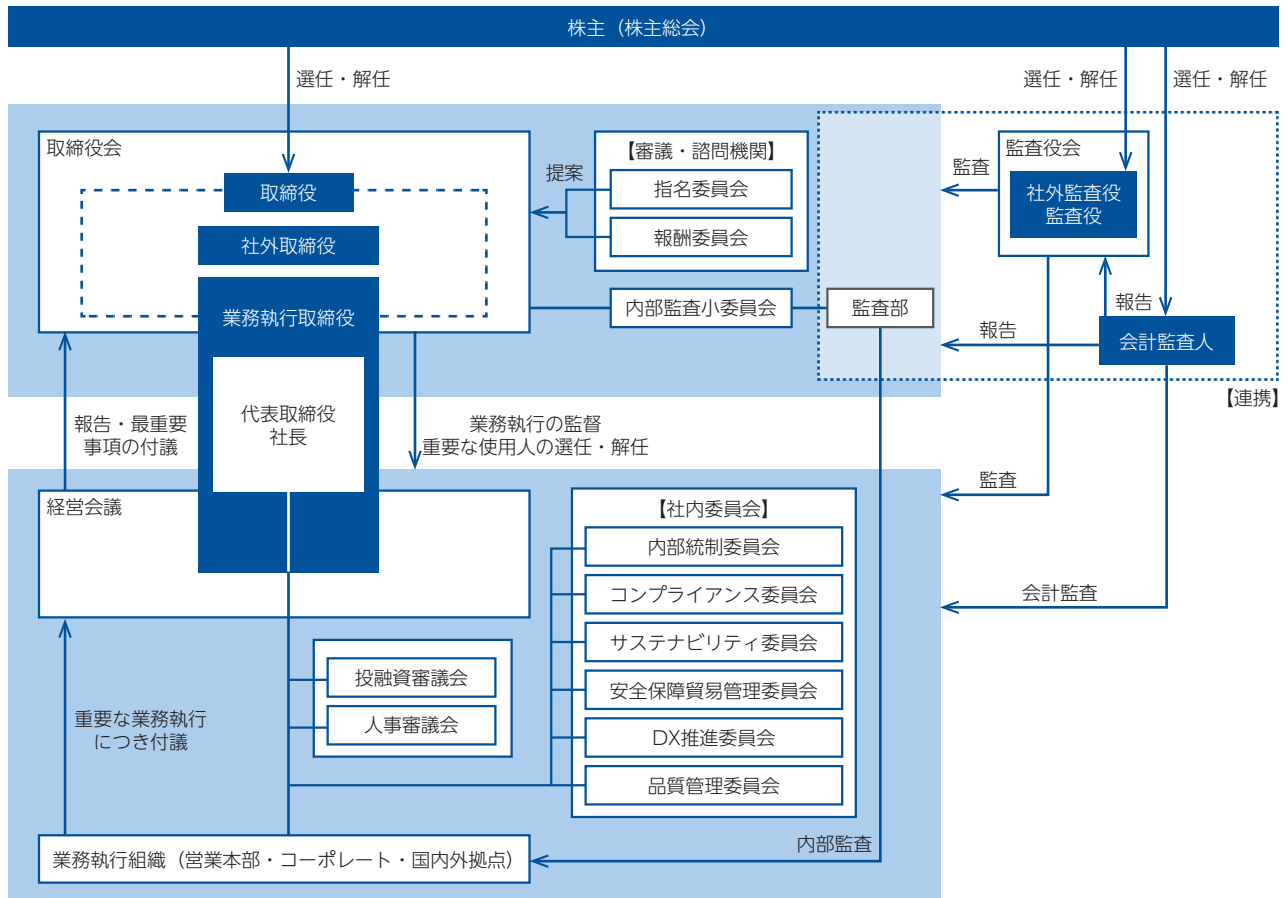 株主（株主総会）
選任・解任
選任・解任
選任・解任
取締役会
取締役
社外取締役
業務執行取締役
代表取締役
社長
【審議・諮問機関】
提案
指名委員会
報酬委員会
内部監査小委員会
監査部
監査役会
監査
社外監査役
監査役
報告
報告
会計監査人
【連携】
報告・最重要
事項の付議
業務執行の監督
重要な使用人の選任・解任
監査
会計監査
経営会議
【社内委員会】
内部統制委員会
コンプライアンス委員会
サステナビリティ委員会
安全保障貿易管理委員会
DX推進委員会
品質管理委員会
投融資審議会
人事審議会
重要な業務執行
につき付議
内部監査
業務執行組織（営業本部・コーポレート・国内外拠点）